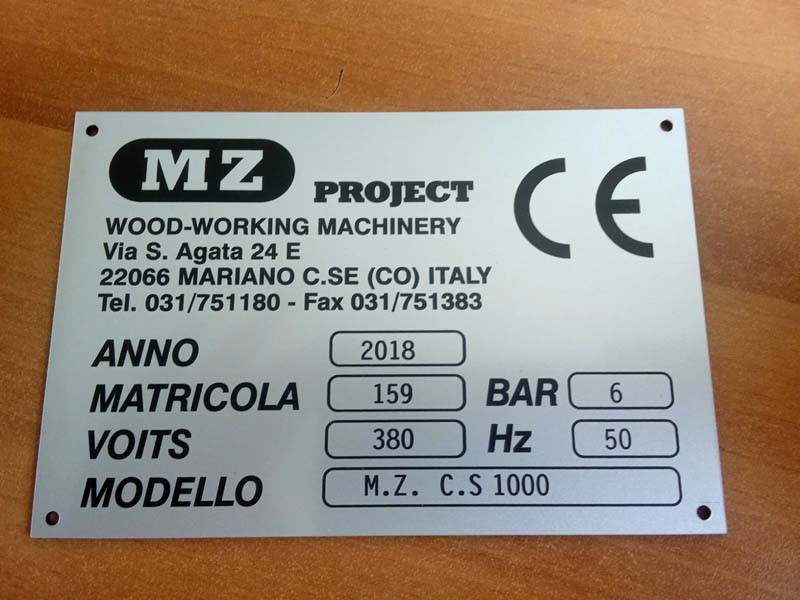 MZ PROJECT
CE
WOOD-WORKING MACHINERY
Via S. Agata 24 E
22066 MARIANO C.SE (CO) ITALY
Tel. 031/751180 - Fax 031/751383
ANNO 2018
MATRICOLA 159 BAR 6
VOITS 380 Hz 50
MODELLO M.Z. C.S 1000